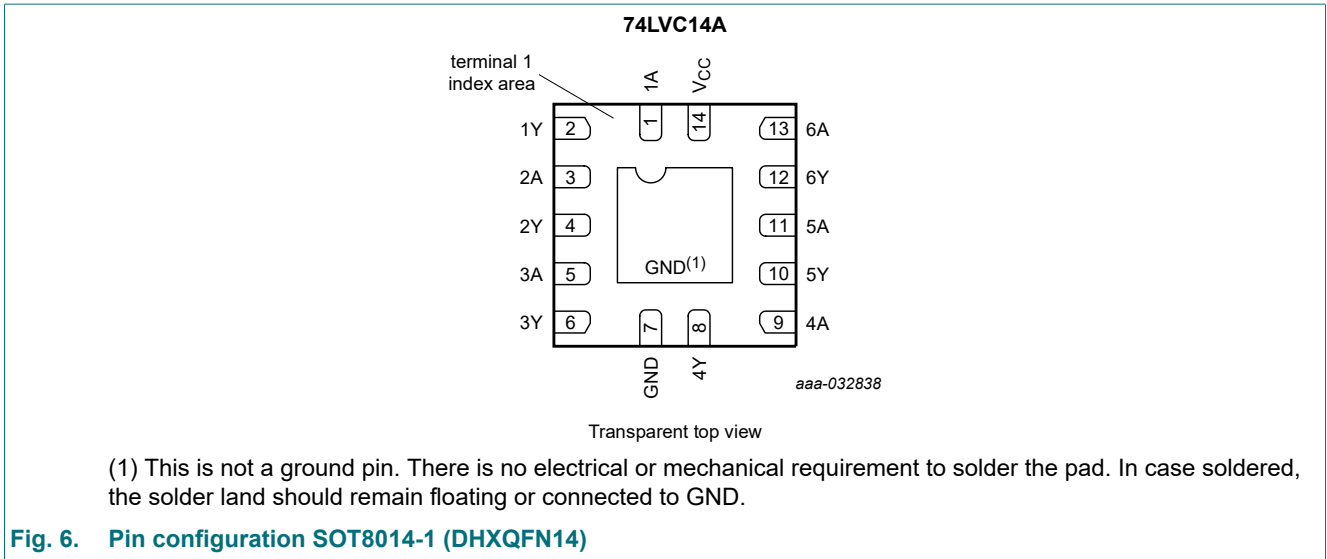 74LVC14A
terminal 1
index area
1A
VCC
1Y 2
1
14
13 6A
2A 3
12 6Y
2Y 4
11 5A
3A 5
GND(1)
10 5Y
3Y 6
7
8
9 4A
GND
4Y
aaa-032838
Transparent top view
(1) This is not a ground pin. There is no electrical or mechanical requirement to solder the pad. In case soldered,
the solder land should remain floating or connected to GND.
Fig. 6. Pin configuration SOT8014-1 (DHXQFN14)